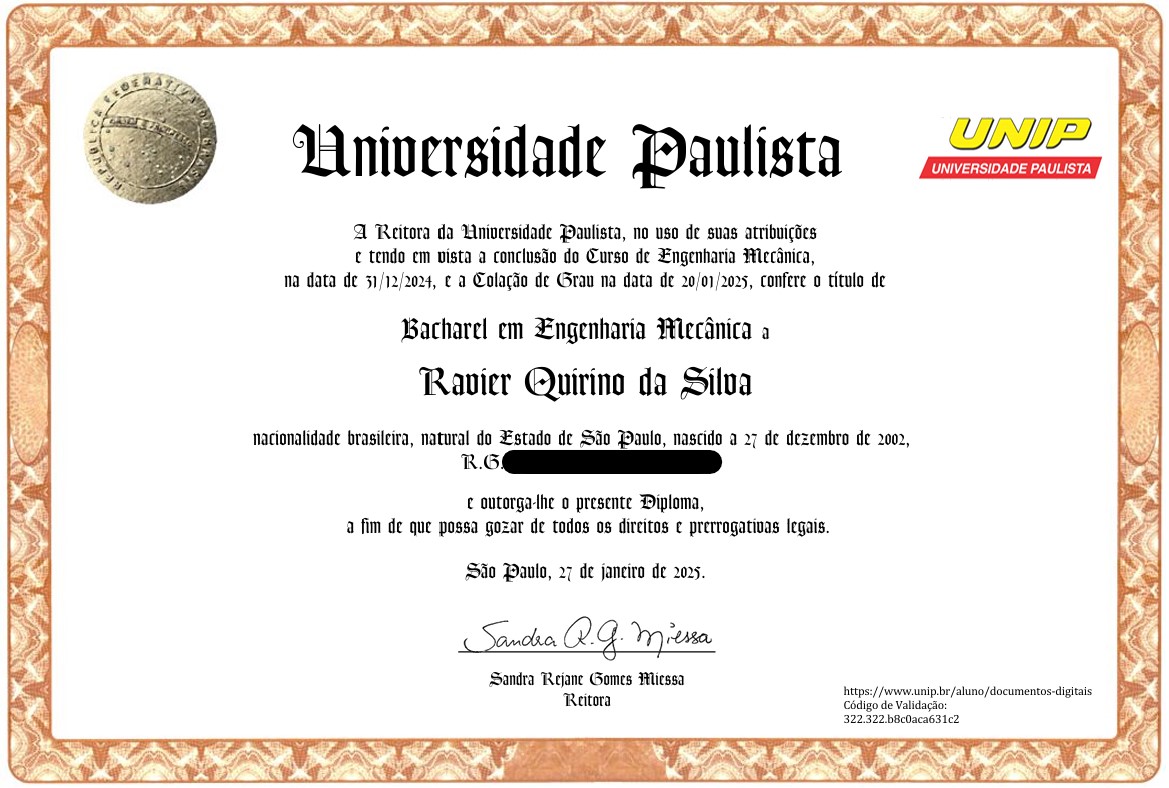 REPÚBLICA FEDERATIVA DO BRASIL
Universidade Paulista
UNIP
UNIVERSIDADE PAULISTA
A Reitora da Universidade Paulista, no uso de suas atribuições
e tendo em vista a conclusão do Curso de Engenharia Mecânica,
na data de 31/12/2024, e a Colação de Grau na data de 20/01/2025, confere o título de
Bacharel em Engenharia Mecânica a
Ravier Quirino da Silva
nacionalidade brasileira, natural do Estado de São Paulo, nascido a 27 de dezembro de 2002,
R.G.
e outorga-lhe o presente Diploma,
a fim de que possa gozar de todos os direitos e prerrogativas legais.
São Paulo, 27 de janeiro de 2025.
Sandra R. G. Miessa
Sandra Rejane Gomes Miessa
Reitora
https://www.unip.br/aluno/documentos-digitais
Código de Validação:
322.322.b8c0aca631c2